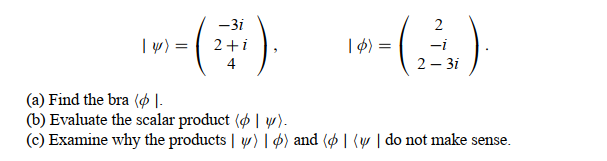 | ψ⟩ = ( −3i 2 + i 4 ), | ϕ⟩ = ( 2 −i 2 − 3i ).
(a) Find the bra ⟨ϕ |.
(b) Evaluate the scalar product ⟨ϕ | ψ⟩.
(c) Examine why the products | ψ⟩ | ϕ⟩ and ⟨ϕ | ⟨ψ | do not make sense.